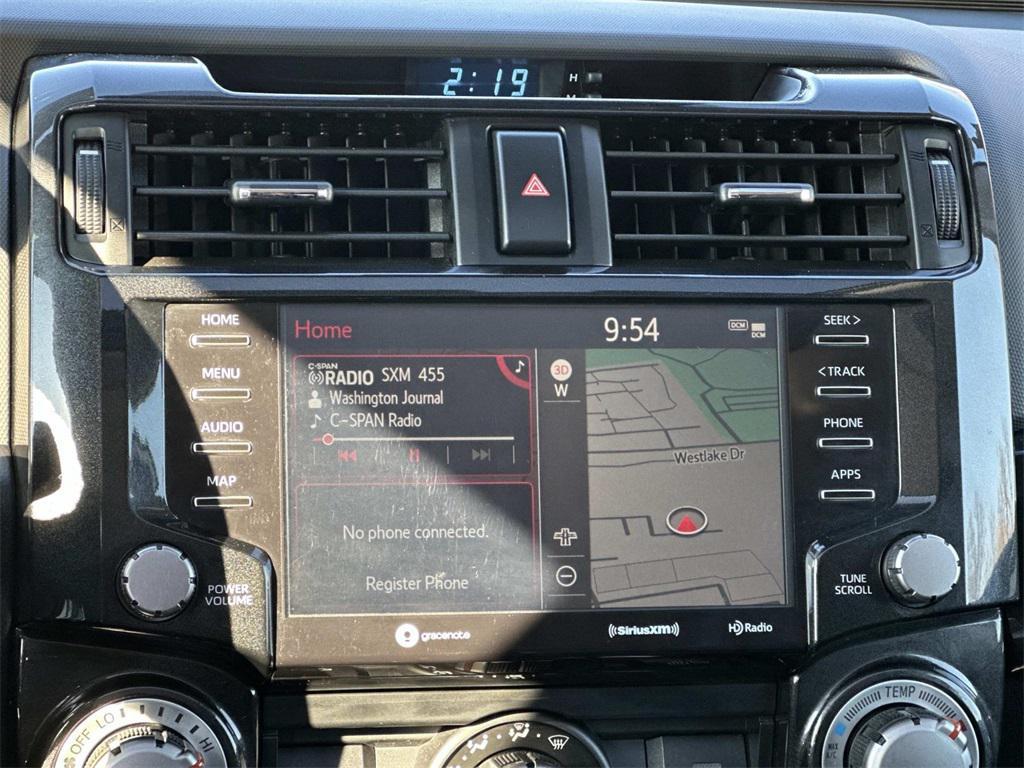 2:19
H
M
HOME
MENU
AUDIO
MAP
POWER
VOLUME
Home
9:54
DCM
DCM
C-SPAN
RADIO SXM 455
Washington Journal
C-SPAN Radio
No phone connected.
Register Phone
3D
W
Westlake Dr
gracenote
((SiriusXM))
HD Radio
SEEK >
< TRACK
PHONE
APPS
TUNE
SCROLL
OFF LO HI
TEMP
MAX
A/C